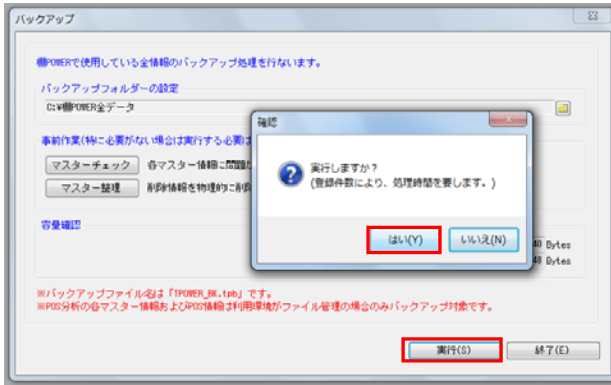 バックアップ
棚POWERで使用している全情報のバックアップ処理を行ないます。
バックアップフォルダーの設定
C:¥棚POWER全データ
事前作業(特に必要がない場合は実行する必要は
マスターチェック 各マスター情報に問題が
マスター整理 削除情報を物理的に削除
容量確認
40 Bytes
48 Bytes
確認
実行しますか？
(登録件数により、処理時間を要します。)
はい(Y) いいえ(N)
※バックアップファイル名は「TPOWER_BK.tpb」です。
※POS分析の各マスター情報およびPOS情報は利用環境がファイル管理の場合のみバックアップ対象です。
実行(S) 終了(E)